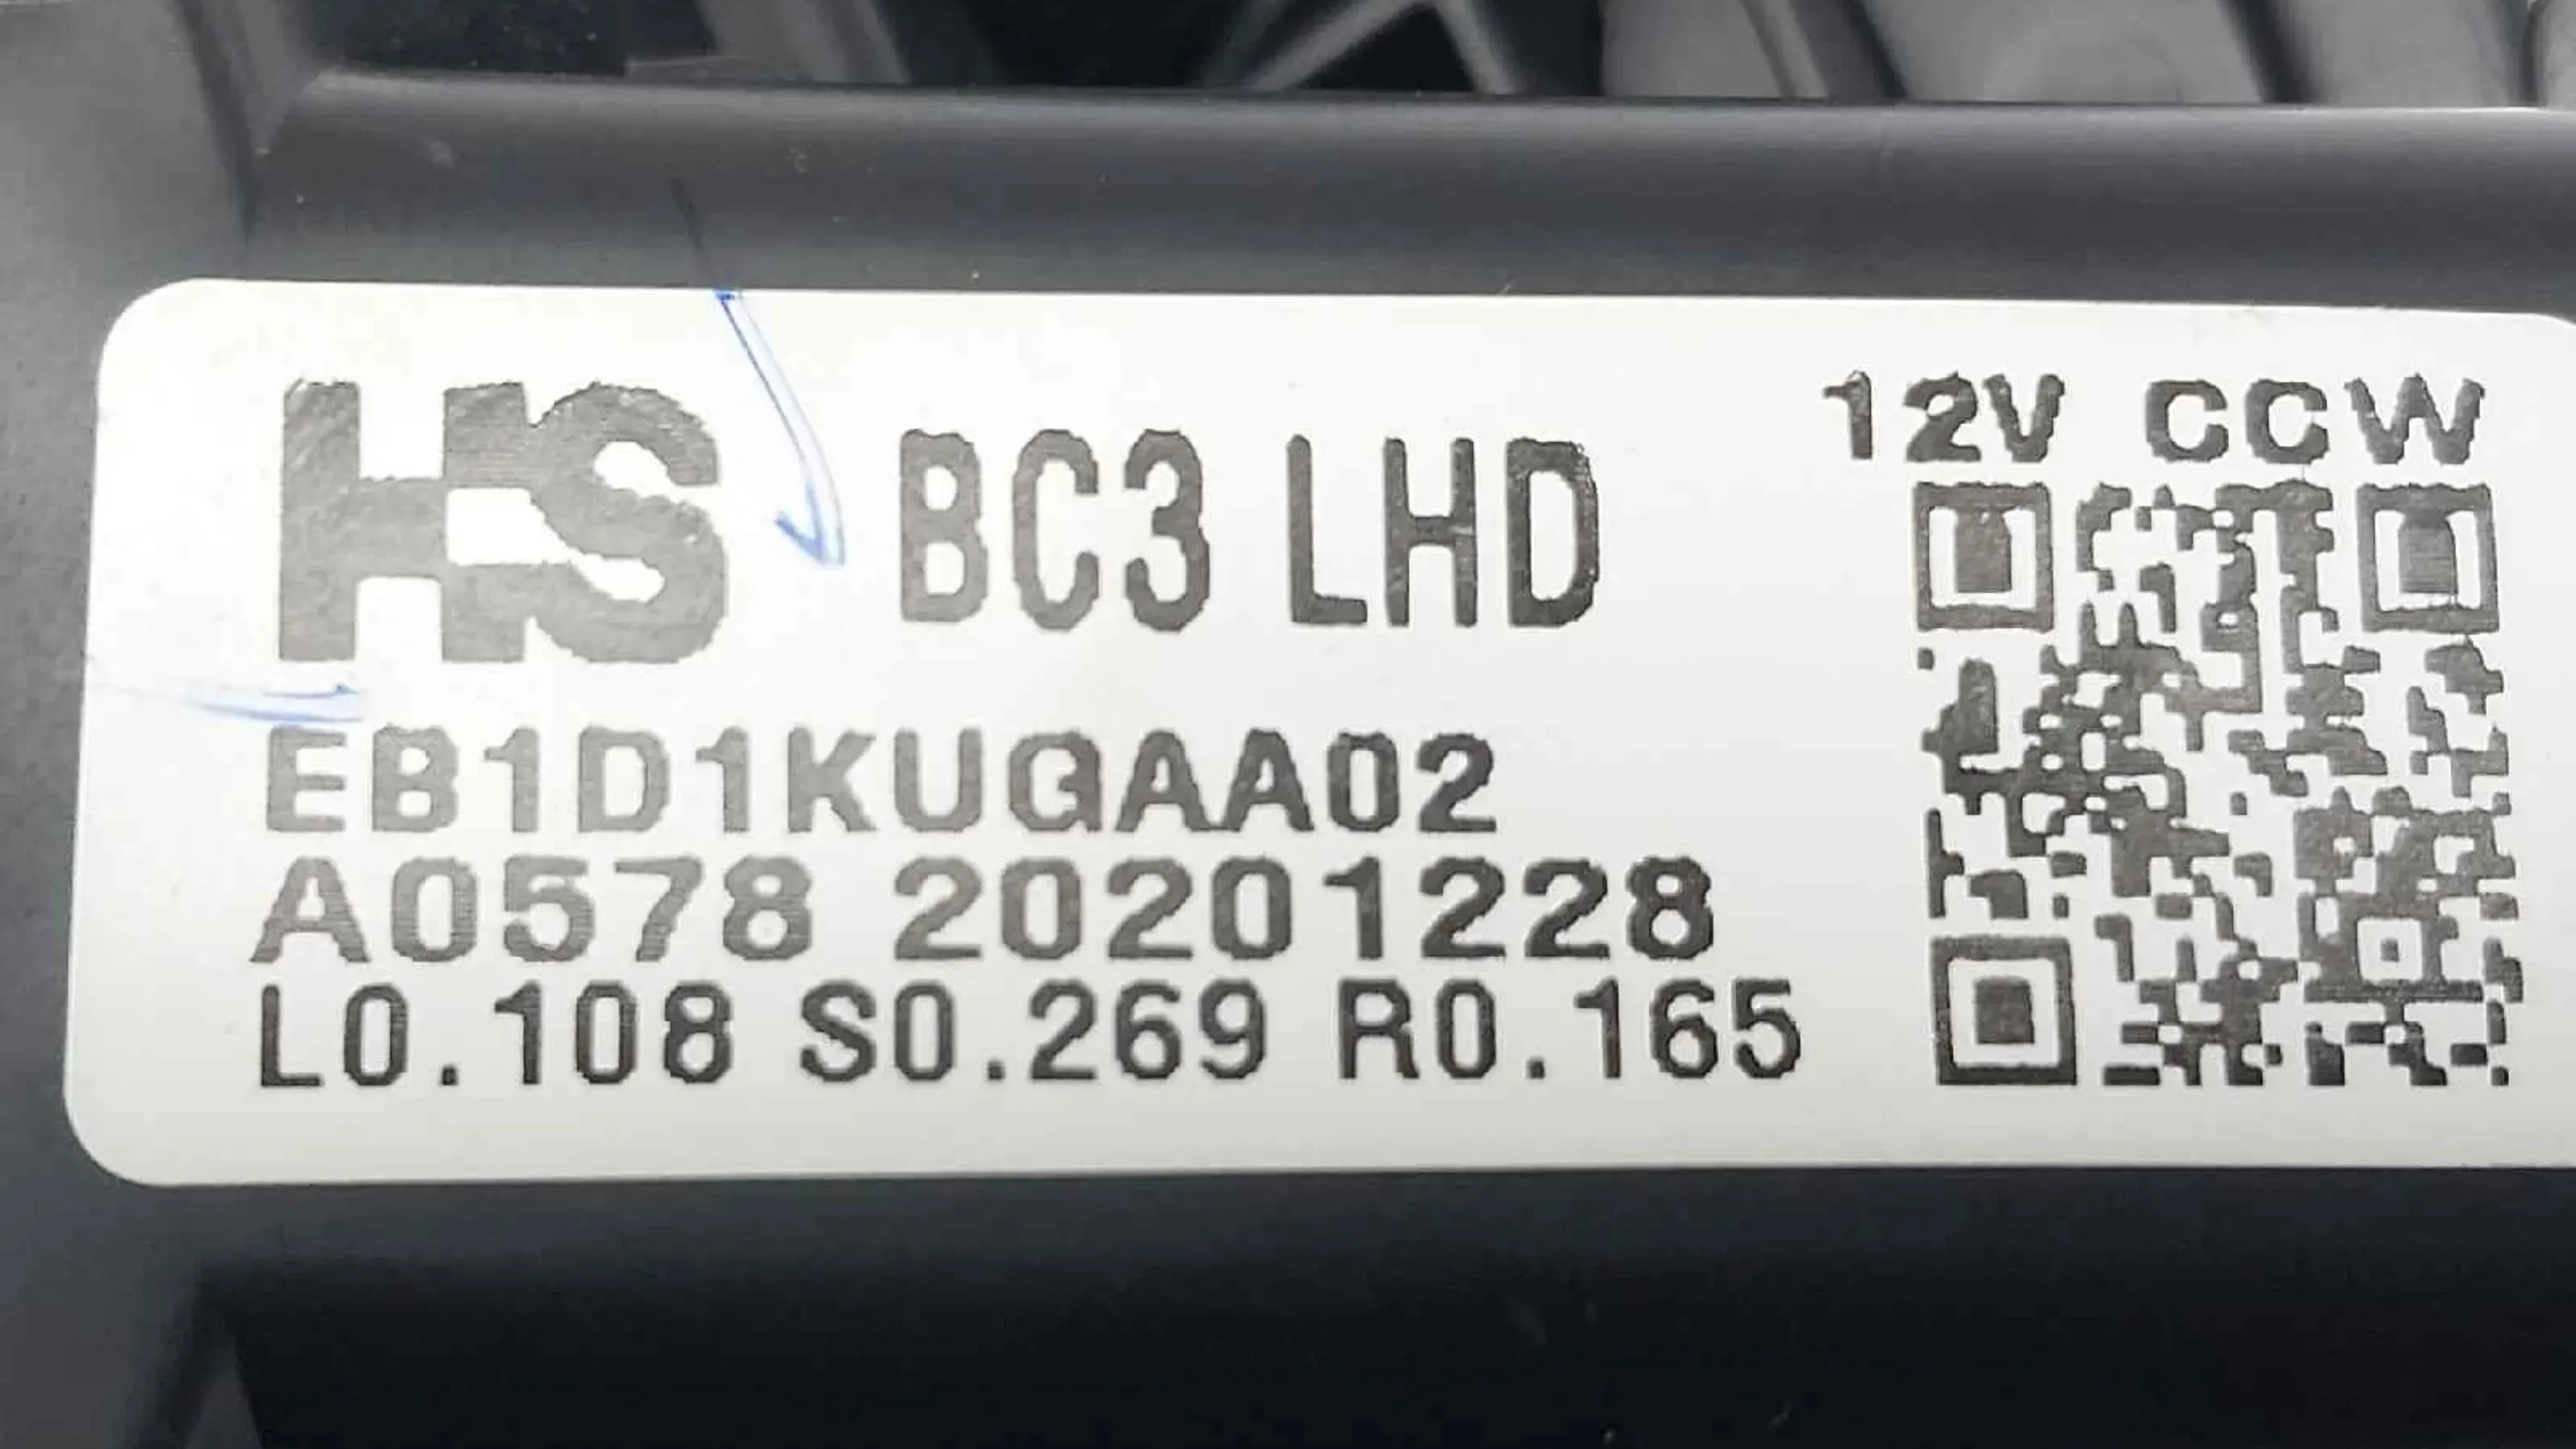 HS BC3 LHD
12V CCW
EB1D1KUGAA02
A0578 20201228
L0.108 S0.269 R0.165